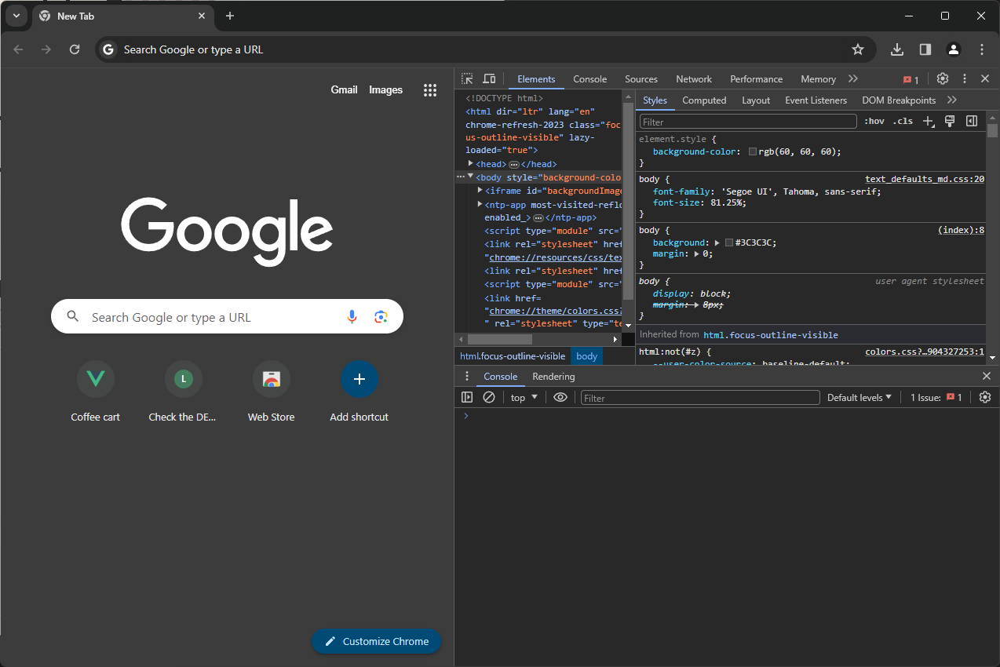 New Tab
Search Google or type a URL
Gmail Images
Google
Search Google or type a URL
L
Coffee cart
Check the DE...
Web Store
Add shortcut
Customize Chrome
Elements Console Sources Network Performance Memory 1
<!DOCTYPE html>
<html dir="ltr" lang="en"
chrome-refresh-2023 class="foc
us-outline-visible" lazy-
loaded="true">
<head> … </head>
<body style="background-colo
<iframe id="backgroundImage
<ntp-app most-visited-reflo
enabled_> … </ntp-app>
<script type="module" src="
<link rel="stylesheet" href
"chrome://resources/css/tex
<link rel="stylesheet" href
<script type="module" src="
<link href=
"chrome://theme/colors.css?
" rel="stylesheet" type="te
html.focus-outline-visible body
Styles Computed Layout Event Listeners DOM Breakpoints
Filter :hov .cls
element.style {
background-color: rgb(60, 60, 60);
}
body { text_defaults_md.css:20
font-family: 'Segoe UI', Tahoma, sans-serif;
font-size: 81.25%;
}
body { (index):8
background: #3C3C3C;
margin: 0;
}
body { user agent stylesheet
display: block;
margin: 8px;
}
Inherited from html.focus-outline-visible
html:not(#z) { colors.css?…904327253:1
--user-color-source: baseline-default;
Console Rendering
top Filter Default levels 1 Issue: 1